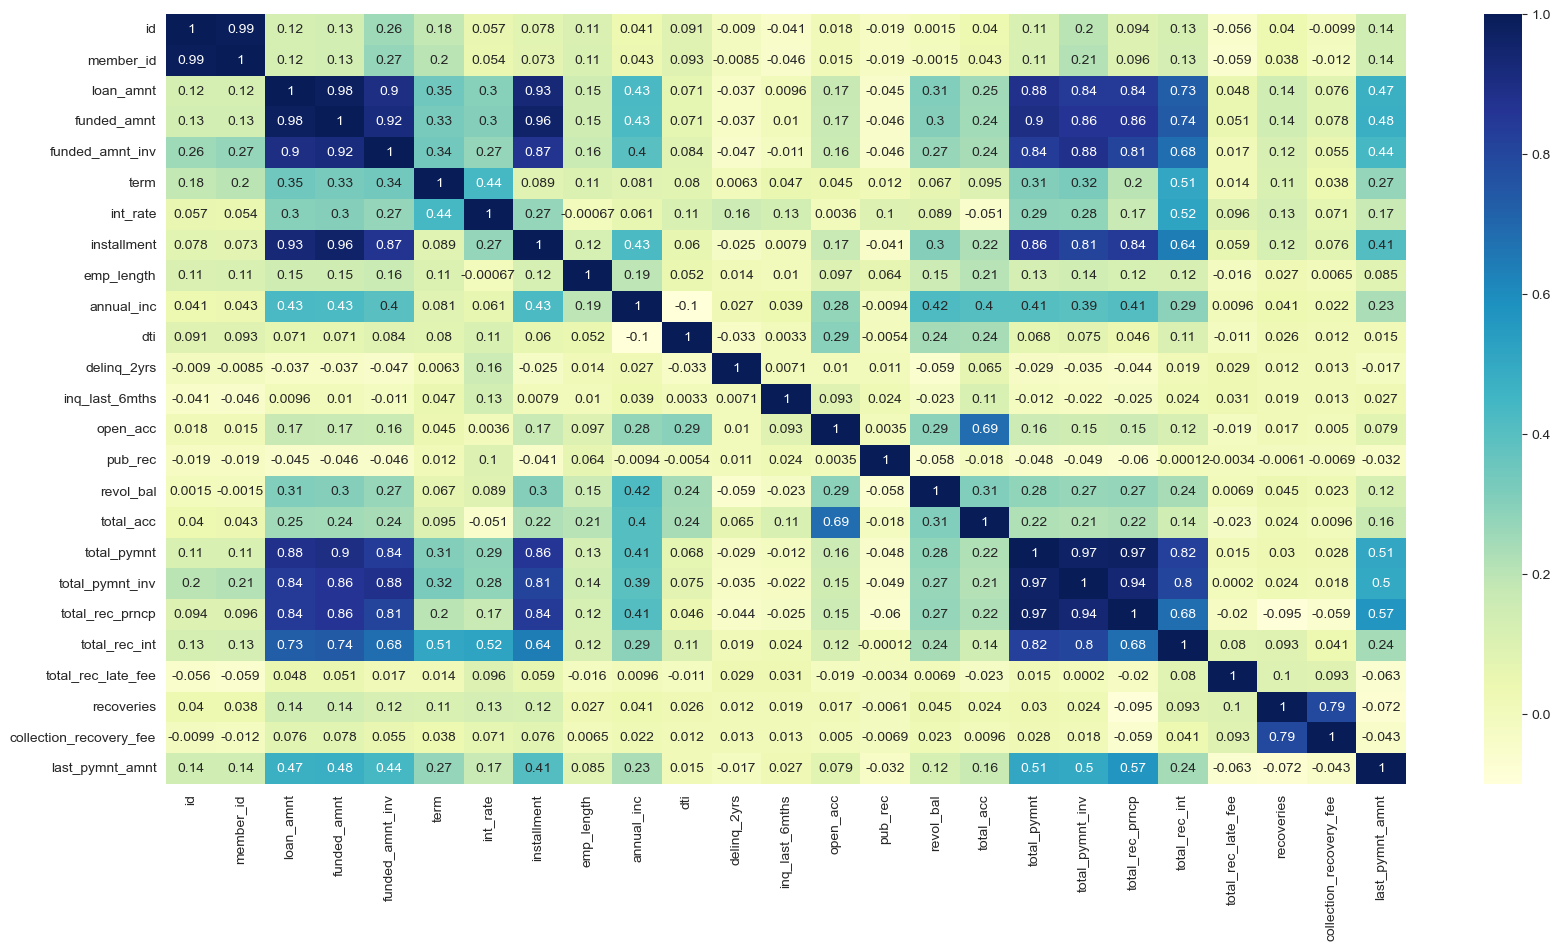 id 1 0.99 0.12 0.13 0.26 0.18 0.057 0.078 0.11 0.041 0.091 -0.009 -0.041 0.018 -0.019 0.0015 0.04 0.11 0.2 0.094 0.13 -0.056 0.04 -0.0099 0.14
member_id 0.99 1 0.12 0.13 0.27 0.2 0.054 0.073 0.11 0.043 0.093 -0.0085 -0.046 0.015 -0.019 -0.0015 0.043 0.11 0.21 0.096 0.13 -0.059 0.038 -0.012 0.14
loan_amnt 0.12 0.12 1 0.98 0.9 0.35 0.3 0.93 0.15 0.43 0.071 -0.037 0.0096 0.17 -0.045 0.31 0.25 0.88 0.84 0.84 0.73 0.048 0.14 0.076 0.47
funded_amnt 0.13 0.13 0.98 1 0.92 0.33 0.3 0.96 0.15 0.43 0.071 -0.037 0.01 0.17 -0.046 0.3 0.24 0.9 0.86 0.86 0.74 0.051 0.14 0.078 0.48
funded_amnt_inv 0.26 0.27 0.9 0.92 1 0.34 0.27 0.87 0.16 0.4 0.084 -0.047 -0.011 0.16 -0.046 0.27 0.24 0.84 0.88 0.81 0.68 0.017 0.12 0.055 0.44
term 0.18 0.2 0.35 0.33 0.34 1 0.44 0.089 0.11 0.081 0.08 0.0063 0.047 0.045 0.012 0.067 0.095 0.31 0.32 0.2 0.51 0.014 0.11 0.038 0.27
int_rate 0.057 0.054 0.3 0.3 0.27 0.44 1 0.27 -0.00067 0.061 0.11 0.16 0.13 0.0036 0.1 0.089 -0.051 0.29 0.28 0.17 0.52 0.096 0.13 0.071 0.17
installment 0.078 0.073 0.93 0.96 0.87 0.089 0.27 1 0.12 0.43 0.06 -0.025 0.0079 0.17 -0.041 0.3 0.22 0.86 0.81 0.84 0.64 0.059 0.12 0.076 0.41
emp_length 0.11 0.11 0.15 0.15 0.16 0.11 -0.00067 0.12 1 0.19 0.052 0.014 0.01 0.097 0.064 0.15 0.21 0.13 0.14 0.12 0.12 -0.016 0.027 0.0065 0.085
annual_inc 0.041 0.043 0.43 0.43 0.4 0.081 0.061 0.43 0.19 1 -0.1 0.027 0.039 0.28 -0.0094 0.42 0.4 0.41 0.39 0.41 0.29 0.0096 0.041 0.022 0.23
dti 0.091 0.093 0.071 0.071 0.084 0.08 0.11 0.06 0.052 -0.1 1 -0.033 0.0033 0.29 -0.0054 0.24 0.24 0.068 0.075 0.046 0.11 -0.011 0.026 0.012 0.015
delinq_2yrs -0.009 -0.0085 -0.037 -0.037 -0.047 0.0063 0.16 -0.025 0.014 0.027 -0.033 1 0.0071 0.01 0.011 -0.059 0.065 -0.029 -0.035 -0.044 0.019 0.029 0.012 0.013 -0.017
inq_last_6mths -0.041 -0.046 0.0096 0.01 -0.011 0.047 0.13 0.0079 0.01 0.039 0.0033 0.0071 1 0.093 0.024 -0.023 0.11 -0.012 -0.022 -0.025 0.024 0.031 0.019 0.013 0.027
open_acc 0.018 0.015 0.17 0.17 0.16 0.045 0.0036 0.17 0.097 0.28 0.29 0.01 0.093 1 0.0035 0.29 0.69 0.16 0.15 0.15 0.12 -0.019 0.017 0.005 0.079
pub_rec -0.019 -0.019 -0.045 -0.046 -0.046 0.012 0.1 -0.041 0.064 -0.0094 -0.0054 0.011 0.024 0.0035 1 -0.058 -0.018 -0.048 -0.049 -0.06 -0.00012 -0.0034 -0.0061 -0.0069 -0.032
revol_bal 0.0015 -0.0015 0.31 0.3 0.27 0.067 0.089 0.3 0.15 0.42 0.24 -0.059 -0.023 0.29 -0.058 1 0.31 0.28 0.27 0.27 0.24 0.0069 0.045 0.023 0.12
total_acc 0.04 0.043 0.25 0.24 0.24 0.095 -0.051 0.22 0.21 0.4 0.24 0.065 0.11 0.69 -0.018 0.31 1 0.22 0.21 0.22 0.14 -0.023 0.024 0.0096 0.16
total_pymnt 0.11 0.11 0.88 0.9 0.84 0.31 0.29 0.86 0.13 0.41 0.068 -0.029 -0.012 0.16 -0.048 0.28 0.22 1 0.97 0.97 0.82 0.015 0.03 0.028 0.51
total_pymnt_inv 0.2 0.21 0.84 0.86 0.88 0.32 0.28 0.81 0.14 0.39 0.075 -0.035 -0.022 0.15 -0.049 0.27 0.21 0.97 1 0.94 0.8 0.0002 0.024 0.018 0.5
total_rec_prncp 0.094 0.096 0.84 0.86 0.81 0.2 0.17 0.84 0.12 0.41 0.046 -0.044 -0.025 0.15 -0.06 0.27 0.22 0.97 0.94 1 0.68 -0.02 -0.095 -0.059 0.57
total_rec_int 0.13 0.13 0.73 0.74 0.68 0.51 0.52 0.64 0.12 0.29 0.11 0.019 0.024 0.12 -0.00012 0.24 0.14 0.82 0.8 0.68 1 0.08 0.093 0.041 0.24
total_rec_late_fee -0.056 -0.059 0.048 0.051 0.017 0.014 0.096 0.059 -0.016 0.0096 -0.011 0.029 0.031 -0.019 -0.0034 0.0069 -0.023 0.015 0.0002 -0.02 0.08 1 0.1 0.093 -0.063
recoveries 0.04 0.038 0.14 0.14 0.12 0.11 0.13 0.12 0.027 0.041 0.026 0.012 0.019 0.017 -0.0061 0.045 0.024 0.03 0.024 -0.095 0.093 0.1 1 0.79 -0.072
collection_recovery_fee -0.0099 -0.012 0.076 0.078 0.055 0.038 0.071 0.076 0.0065 0.022 0.012 0.013 0.013 0.005 -0.0069 0.023 0.0096 0.028 0.018 -0.059 0.041 0.093 0.79 1 -0.043
last_pymnt_amnt 0.14 0.14 0.47 0.48 0.44 0.27 0.17 0.41 0.085 0.23 0.015 -0.017 0.027 0.079 -0.032 0.12 0.16 0.51 0.5 0.57 0.24 -0.063 -0.072 -0.043 1
id
member_id
loan_amnt
funded_amnt
funded_amnt_inv
term
int_rate
installment
emp_length
annual_inc
dti
delinq_2yrs
inq_last_6mths
open_acc
pub_rec
revol_bal
total_acc
total_pymnt
total_pymnt_inv
total_rec_prncp
total_rec_int
total_rec_late_fee
recoveries
collection_recovery_fee
last_pymnt_amnt
1.0
0.8
0.6
0.4
0.2
0.0